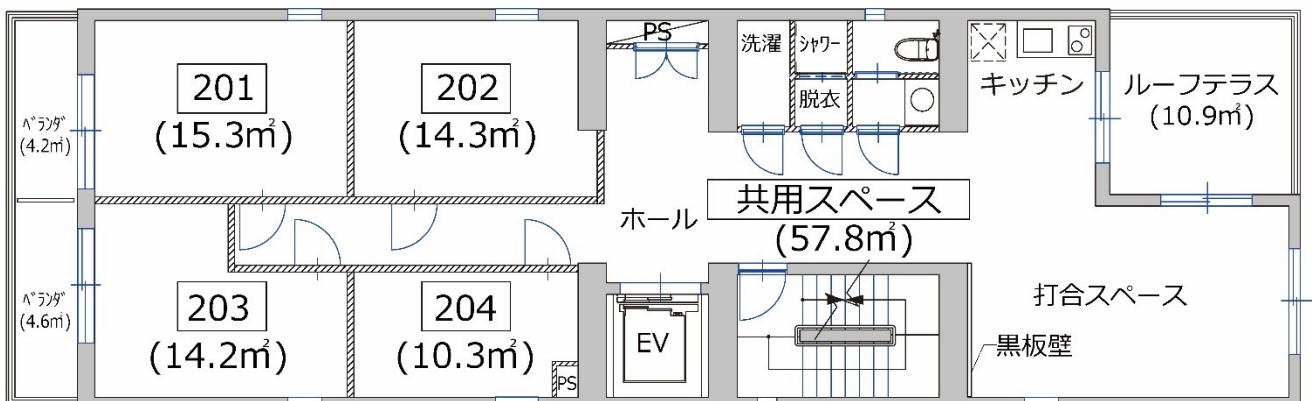 PS
洗濯
シャワー
脱衣
キッチン
ルーフテラス
(10.9㎡)
201
(15.3㎡)
202
(14.3㎡)
ベランダ
(4.2㎡)
共用スペース
(57.8㎡)
ホール
ベランダ
(4.6㎡)
203
(14.2㎡)
204
(10.3㎡)
PS
EV
打合スペース
黒板壁